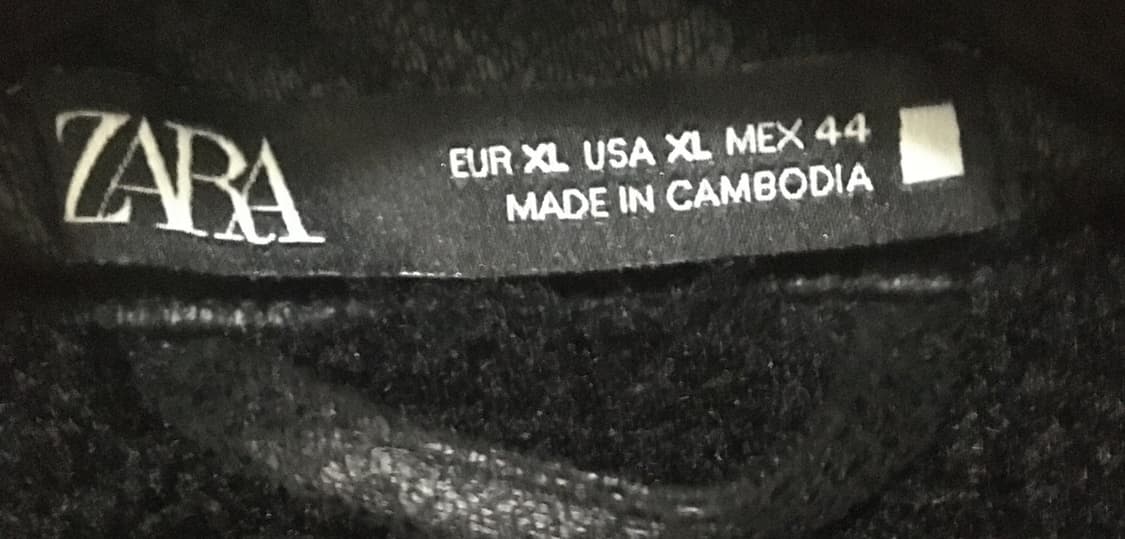 ZARA
EUR XL USA XL MEX 44
MADE IN CAMBODIA